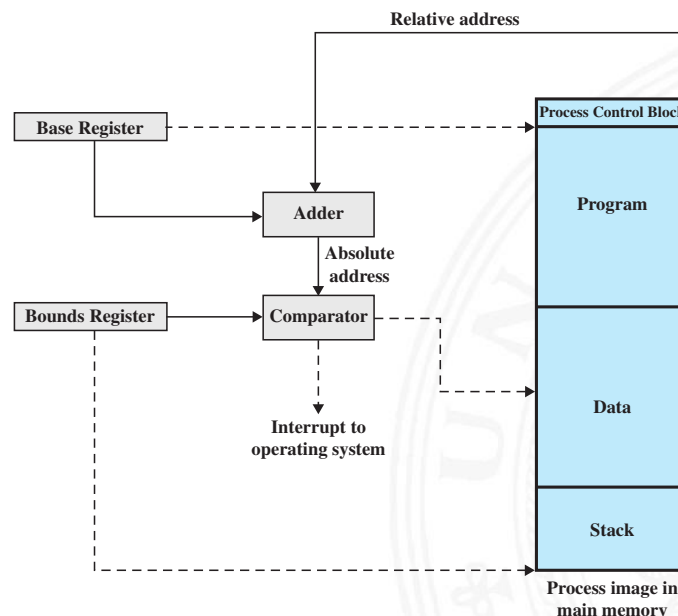 Relative address
Process Control Block
Base Register
Program
Adder
Absolute
address
Bounds Register
Comparator
Data
Interrupt to
operating system
Stack
Process image in
main memory
U N